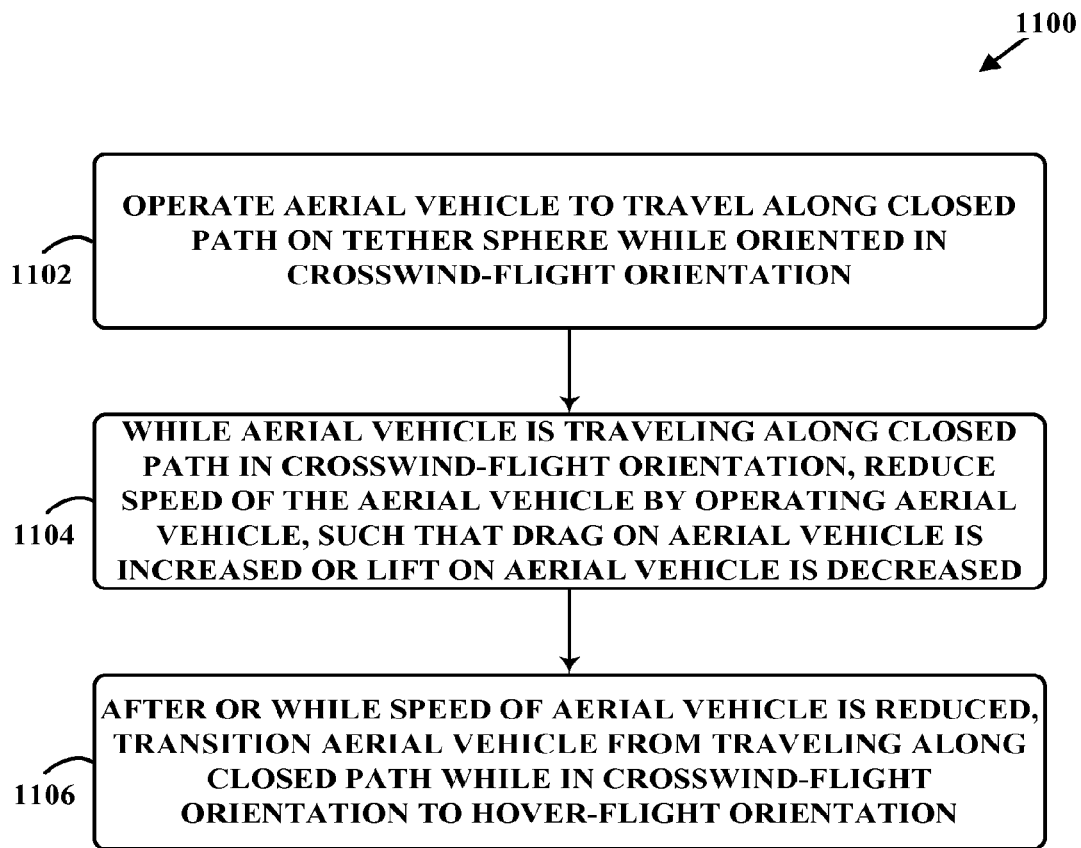 1100
OPERATE AERIAL VEHICLE TO TRAVEL ALONG CLOSED
PATH ON TETHER SPHERE WHILE ORIENTED IN
CROSSWIND-FLIGHT ORIENTATION
1102
WHILE AERIAL VEHICLE IS TRAVELING ALONG CLOSED
PATH IN CROSSWIND-FLIGHT ORIENTATION, REDUCE
SPEED OF THE AERIAL VEHICLE BY OPERATING AERIAL
VEHICLE, SUCH THAT DRAG ON AERIAL VEHICLE IS
INCREASED OR LIFT ON AERIAL VEHICLE IS DECREASED
1104
AFTER OR WHILE SPEED OF AERIAL VEHICLE IS REDUCED,
TRANSITION AERIAL VEHICLE FROM TRAVELING ALONG
CLOSED PATH WHILE IN CROSSWIND-FLIGHT
ORIENTATION TO HOVER-FLIGHT ORIENTATION
1106